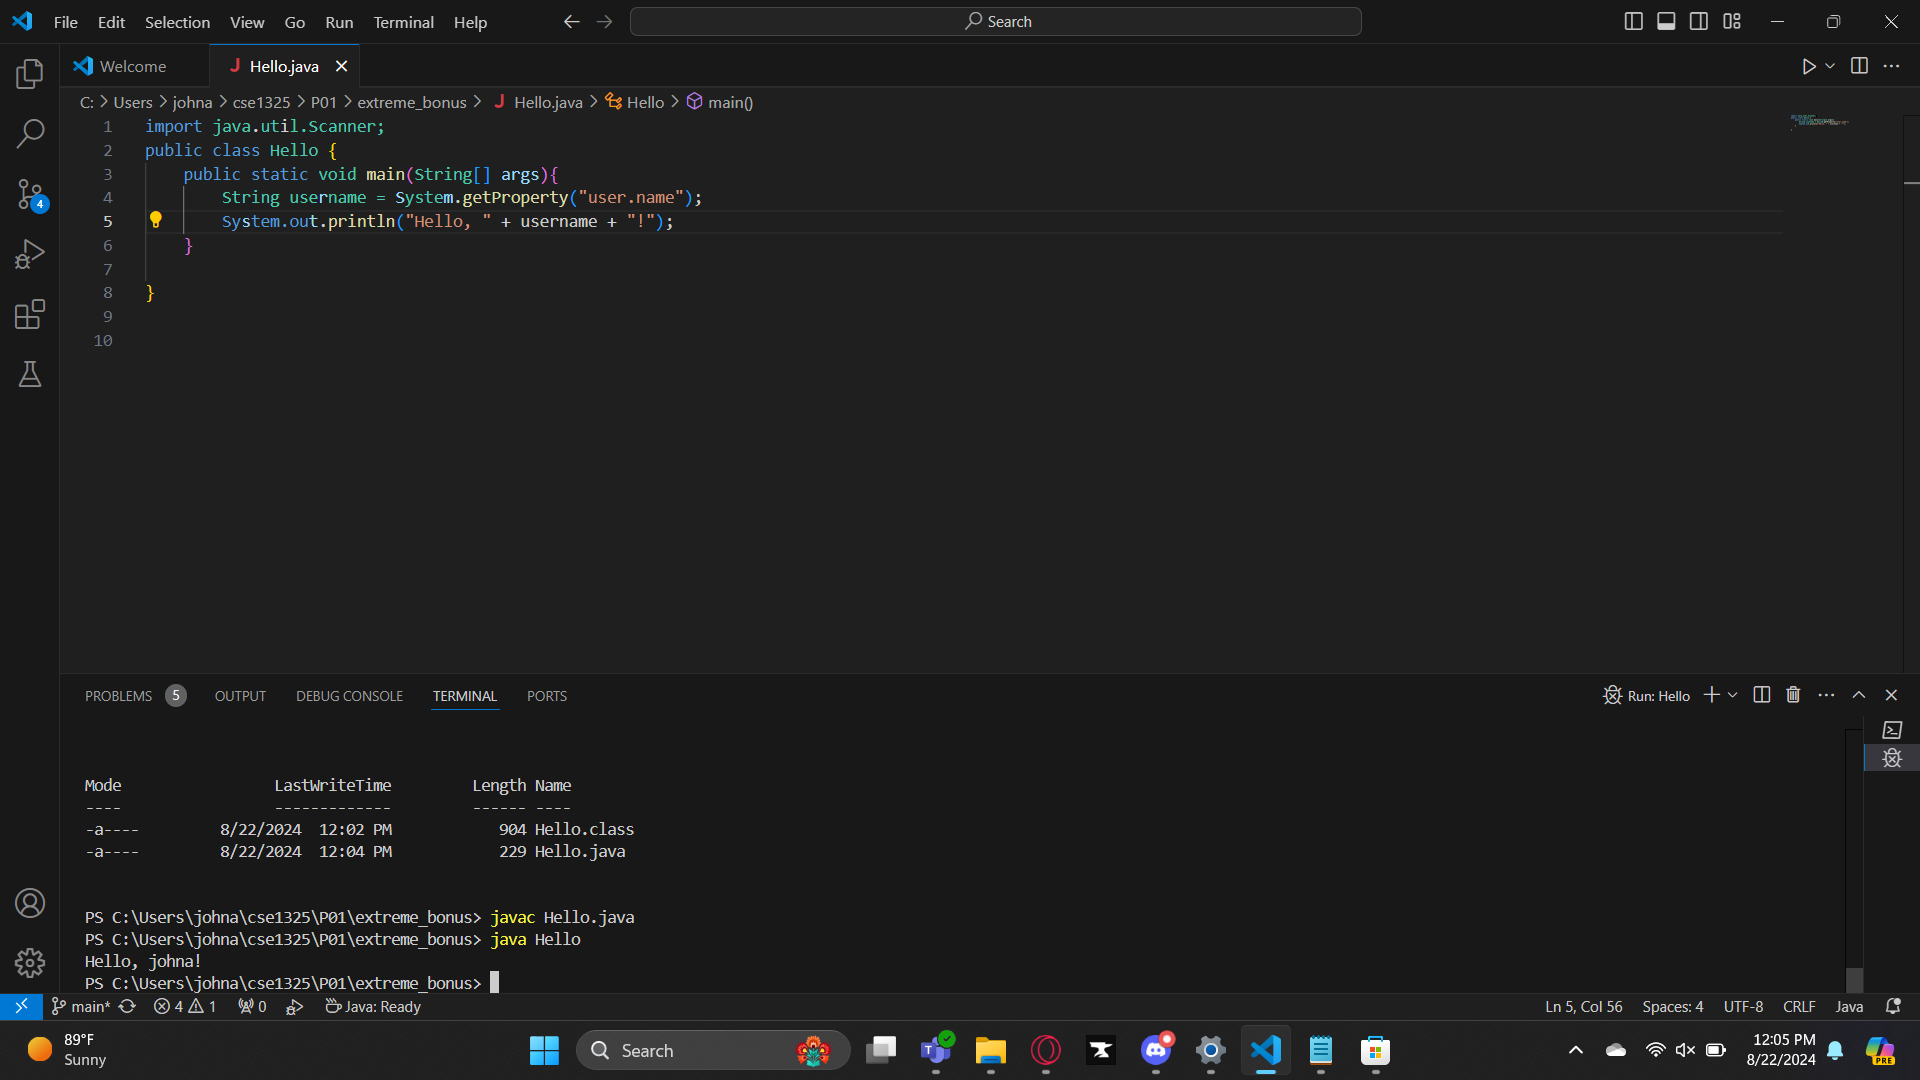 File Edit Selection View Go Run Terminal Help
Search
Welcome
J Hello.java
C: > Users > johna > cse1325 > P01 > extreme_bonus > J Hello.java > Hello > main()
1 import java.util.Scanner;
2 public class Hello {
3 public static void main(String[] args){
4 String username = System.getProperty("user.name");
5 System.out.println("Hello, " + username + "!");
6 }
7
8 }
9
10
4
PROBLEMS 5 OUTPUT DEBUG CONSOLE TERMINAL PORTS
Run: Hello
Mode LastWriteTime Length Name
---- ------------- ------ ----
-a---- 8/22/2024 12:02 PM 904 Hello.class
-a---- 8/22/2024 12:04 PM 229 Hello.java
PS C:\Users\johna\cse1325\P01\extreme_bonus> javac Hello.java
PS C:\Users\johna\cse1325\P01\extreme_bonus> java Hello
Hello, johna!
PS C:\Users\johna\cse1325\P01\extreme_bonus>
main* 4 1 0 Java: Ready
Ln 5, Col 56 Spaces: 4 UTF-8 CRLF Java
89°F
Sunny
Search
T
12:05 PM
8/22/2024
PRE